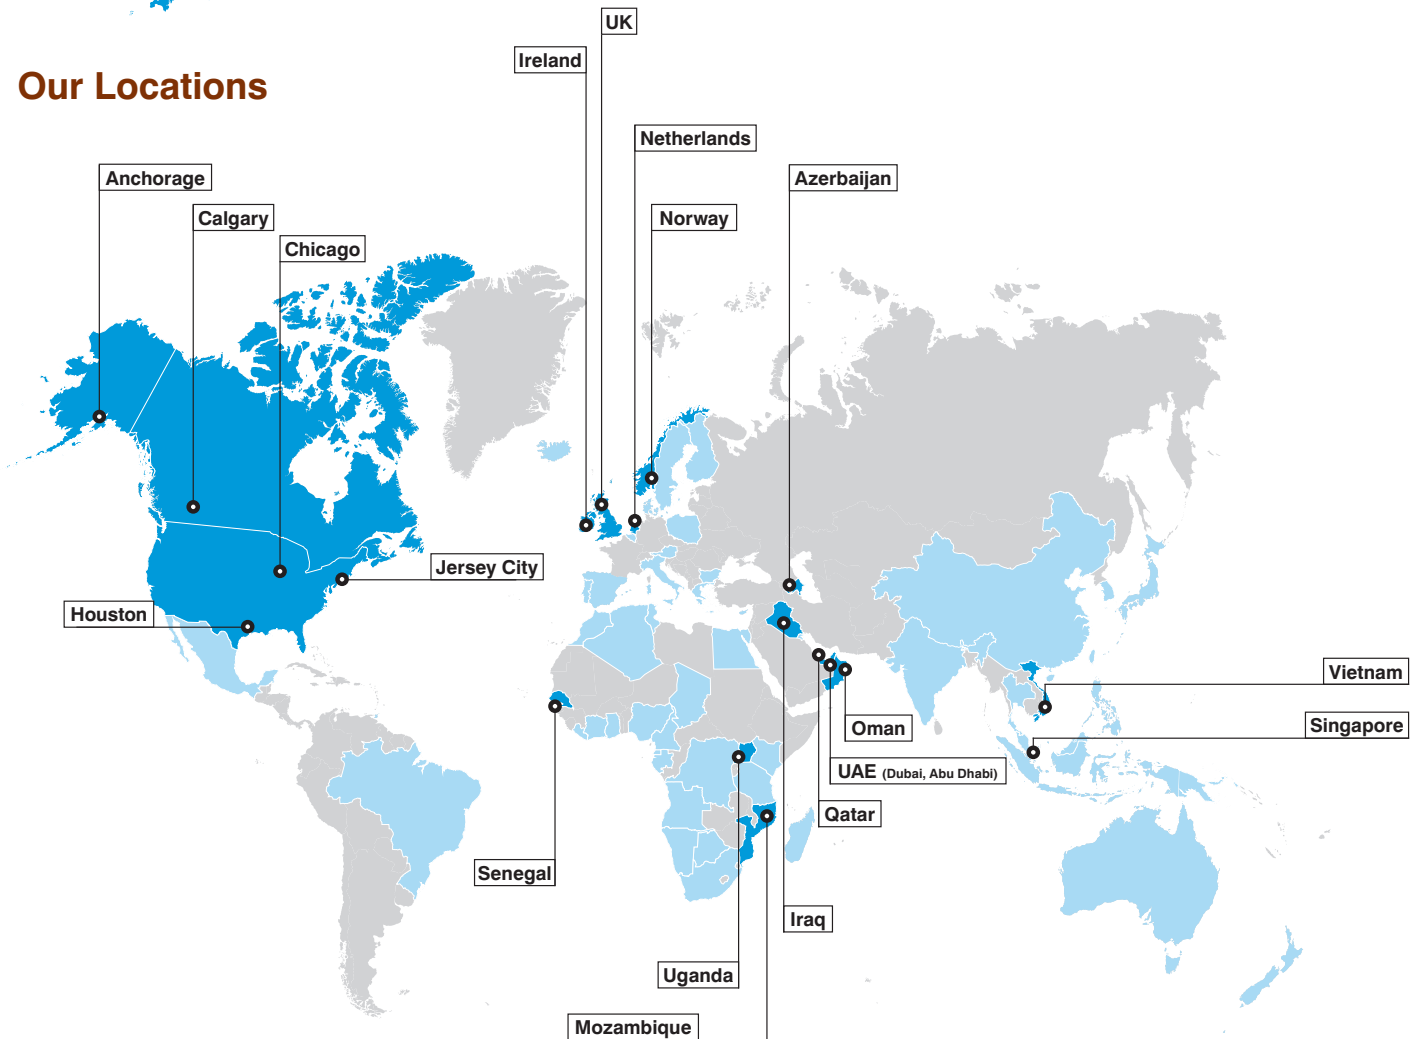 UK
Ireland
Our Locations
Netherlands
Anchorage
Azerbaijan
Calgary
Norway
Chicago
Jersey City
Houston
Vietnam
Singapore
Oman
UAE (Dubai, Abu Dhabi)
Qatar
Senegal
Iraq
Uganda
Mozambique